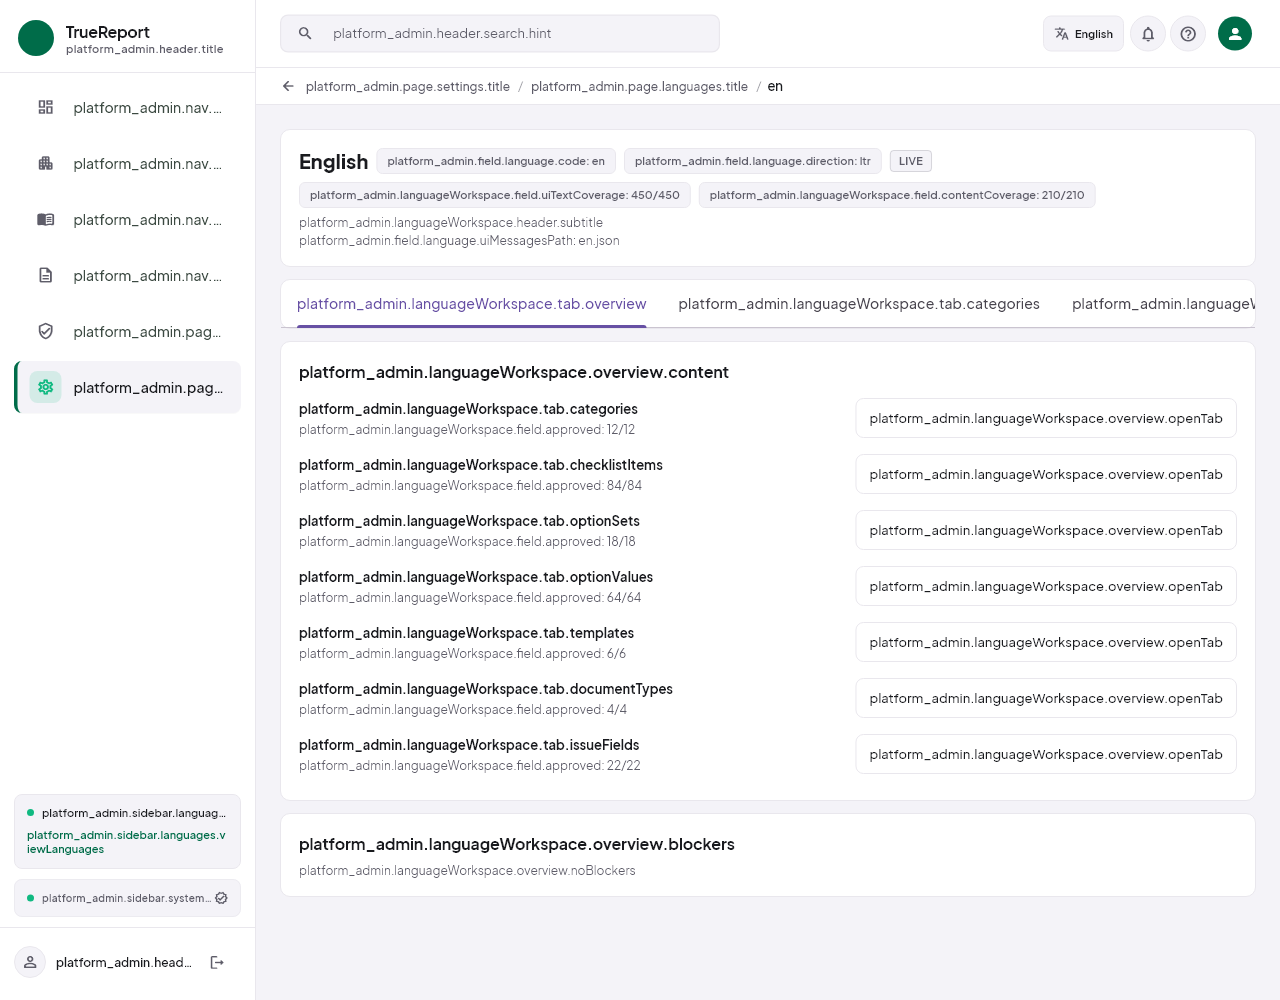 TrueReport
platform_admin.header.title
platform_admin.header.search.hint
English
platform_admin.page.settings.title / platform_admin.page.languages.title / en
platform_admin.nav....
platform_admin.nav....
platform_admin.nav....
platform_admin.nav....
platform_admin.pag...
platform_admin.pag...
English
platform_admin.field.language.code: en
platform_admin.field.language.direction: ltr
LIVE
platform_admin.languageWorkspace.field.uiTextCoverage: 450/450
platform_admin.languageWorkspace.field.contentCoverage: 210/210
platform_admin.languageWorkspace.header.subtitle
platform_admin.field.language.uiMessagesPath: en.json
platform_admin.languageWorkspace.tab.overview
platform_admin.languageWorkspace.tab.categories
platform_admin.language
platform_admin.languageWorkspace.overview.content
platform_admin.languageWorkspace.tab.categories
platform_admin.languageWorkspace.field.approved: 12/12
platform_admin.languageWorkspace.overview.openTab
platform_admin.languageWorkspace.tab.checklistItems
platform_admin.languageWorkspace.field.approved: 84/84
platform_admin.languageWorkspace.overview.openTab
platform_admin.languageWorkspace.tab.optionSets
platform_admin.languageWorkspace.field.approved: 18/18
platform_admin.languageWorkspace.overview.openTab
platform_admin.languageWorkspace.tab.optionValues
platform_admin.languageWorkspace.field.approved: 64/64
platform_admin.languageWorkspace.overview.openTab
platform_admin.languageWorkspace.tab.templates
platform_admin.languageWorkspace.field.approved: 6/6
platform_admin.languageWorkspace.overview.openTab
platform_admin.languageWorkspace.tab.documentTypes
platform_admin.languageWorkspace.field.approved: 4/4
platform_admin.languageWorkspace.overview.openTab
platform_admin.languageWorkspace.tab.issueFields
platform_admin.languageWorkspace.field.approved: 22/22
platform_admin.languageWorkspace.overview.openTab
platform_admin.languageWorkspace.overview.blockers
platform_admin.languageWorkspace.overview.noBlockers
platform_admin.sidebar.languag...
platform_admin.sidebar.languages.v
iewLanguages
platform_admin.sidebar.system...
platform_admin.head...